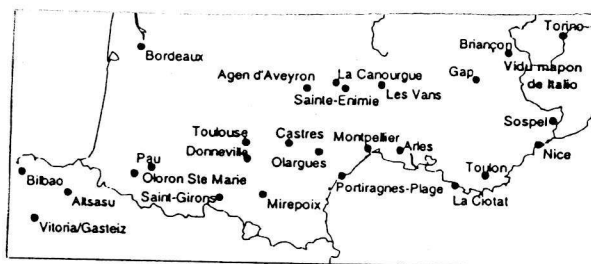 Torino
Bordeaux
Briançon
Vidu mapon
de Italio
Agen d'Aveyron
La Canourgue
Gap
Sainte-Enimie
Les Vans
Sospel
Toulouse
Castres
Montpellier
Arles
Donneville
Olargues
Nice
Pau
Toulon
Bilbao
Oloron Ste Marie
Altsasu
Saint-Girons
Mirepoix
Portiragnes-Plage
La Ciotat
Vitoria/Gasteiz